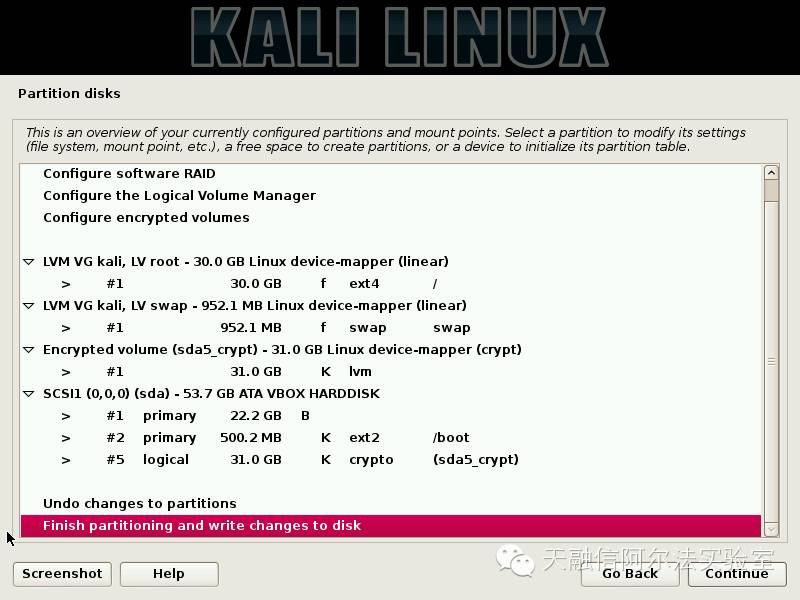 KALI LINUX
Partition disks
This is an overview of your currently configured partitions and mount points. Select a partition to modify its settings
(file system, mount point, etc.), a free space to create partitions, or a device to initialize its partition table.
Configure software RAID
Configure the Logical Volume Manager
Configure encrypted volumes
LVM VG kali, LV root - 30.0 GB Linux device-mapper (linear)
> #1 30.0 GB f ext4 /
LVM VG kali, LV swap - 952.1 MB Linux device-mapper (linear)
> #1 952.1 MB f swap swap
Encrypted volume (sda5_crypt) - 31.0 GB Linux device-mapper (crypt)
> #1 31.0 GB K lvm
SCSI1 (0,0,0) (sda) - 53.7 GB ATA VBOX HARDDISK
> #1 primary 22.2 GB B
> #2 primary 500.2 MB K ext2 /boot
> #5 logical 31.0 GB K crypto (sda5_crypt)
Undo changes to partitions
Finish partitioning and write changes to disk
天融信阿尔法实验室
Screenshot Help Go Back Continue